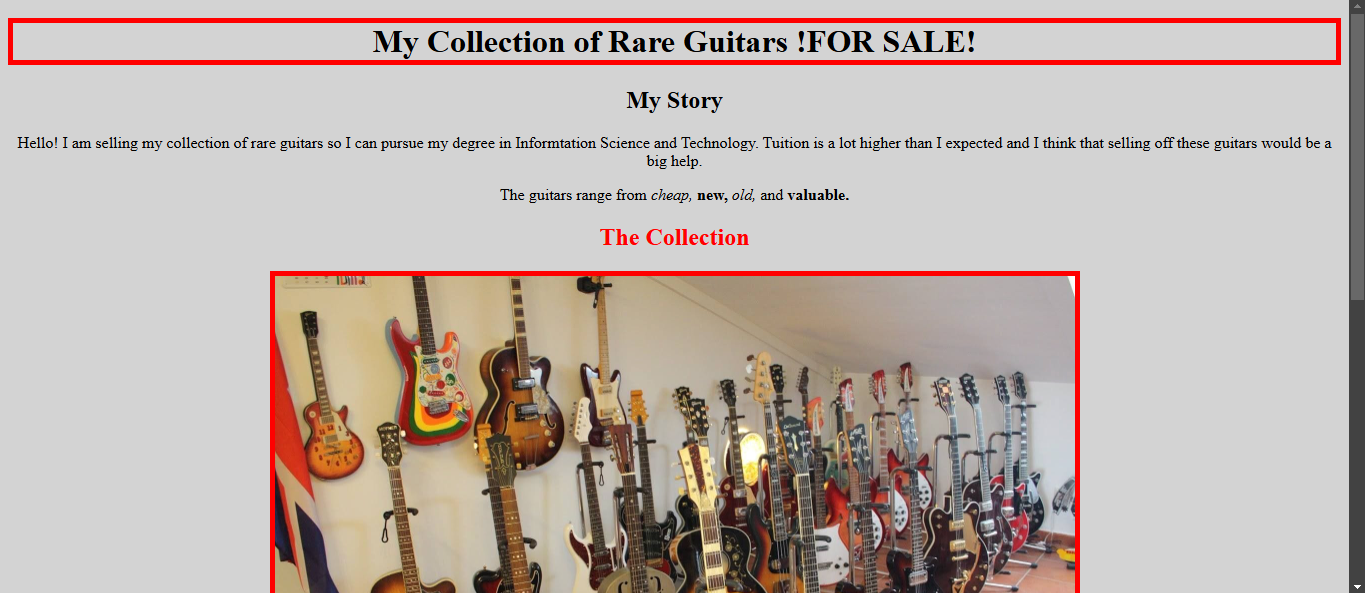 My Collection of Rare Guitars !FOR SALE!
My Story
Hello! I am selling my collection of rare guitars so I can pursue my degree in Informtation Science and Technology. Tuition is a lot higher than I expected and I think that selling off these guitars would be a
big help.
The guitars range from cheap, new, old, and valuable.
The Collection